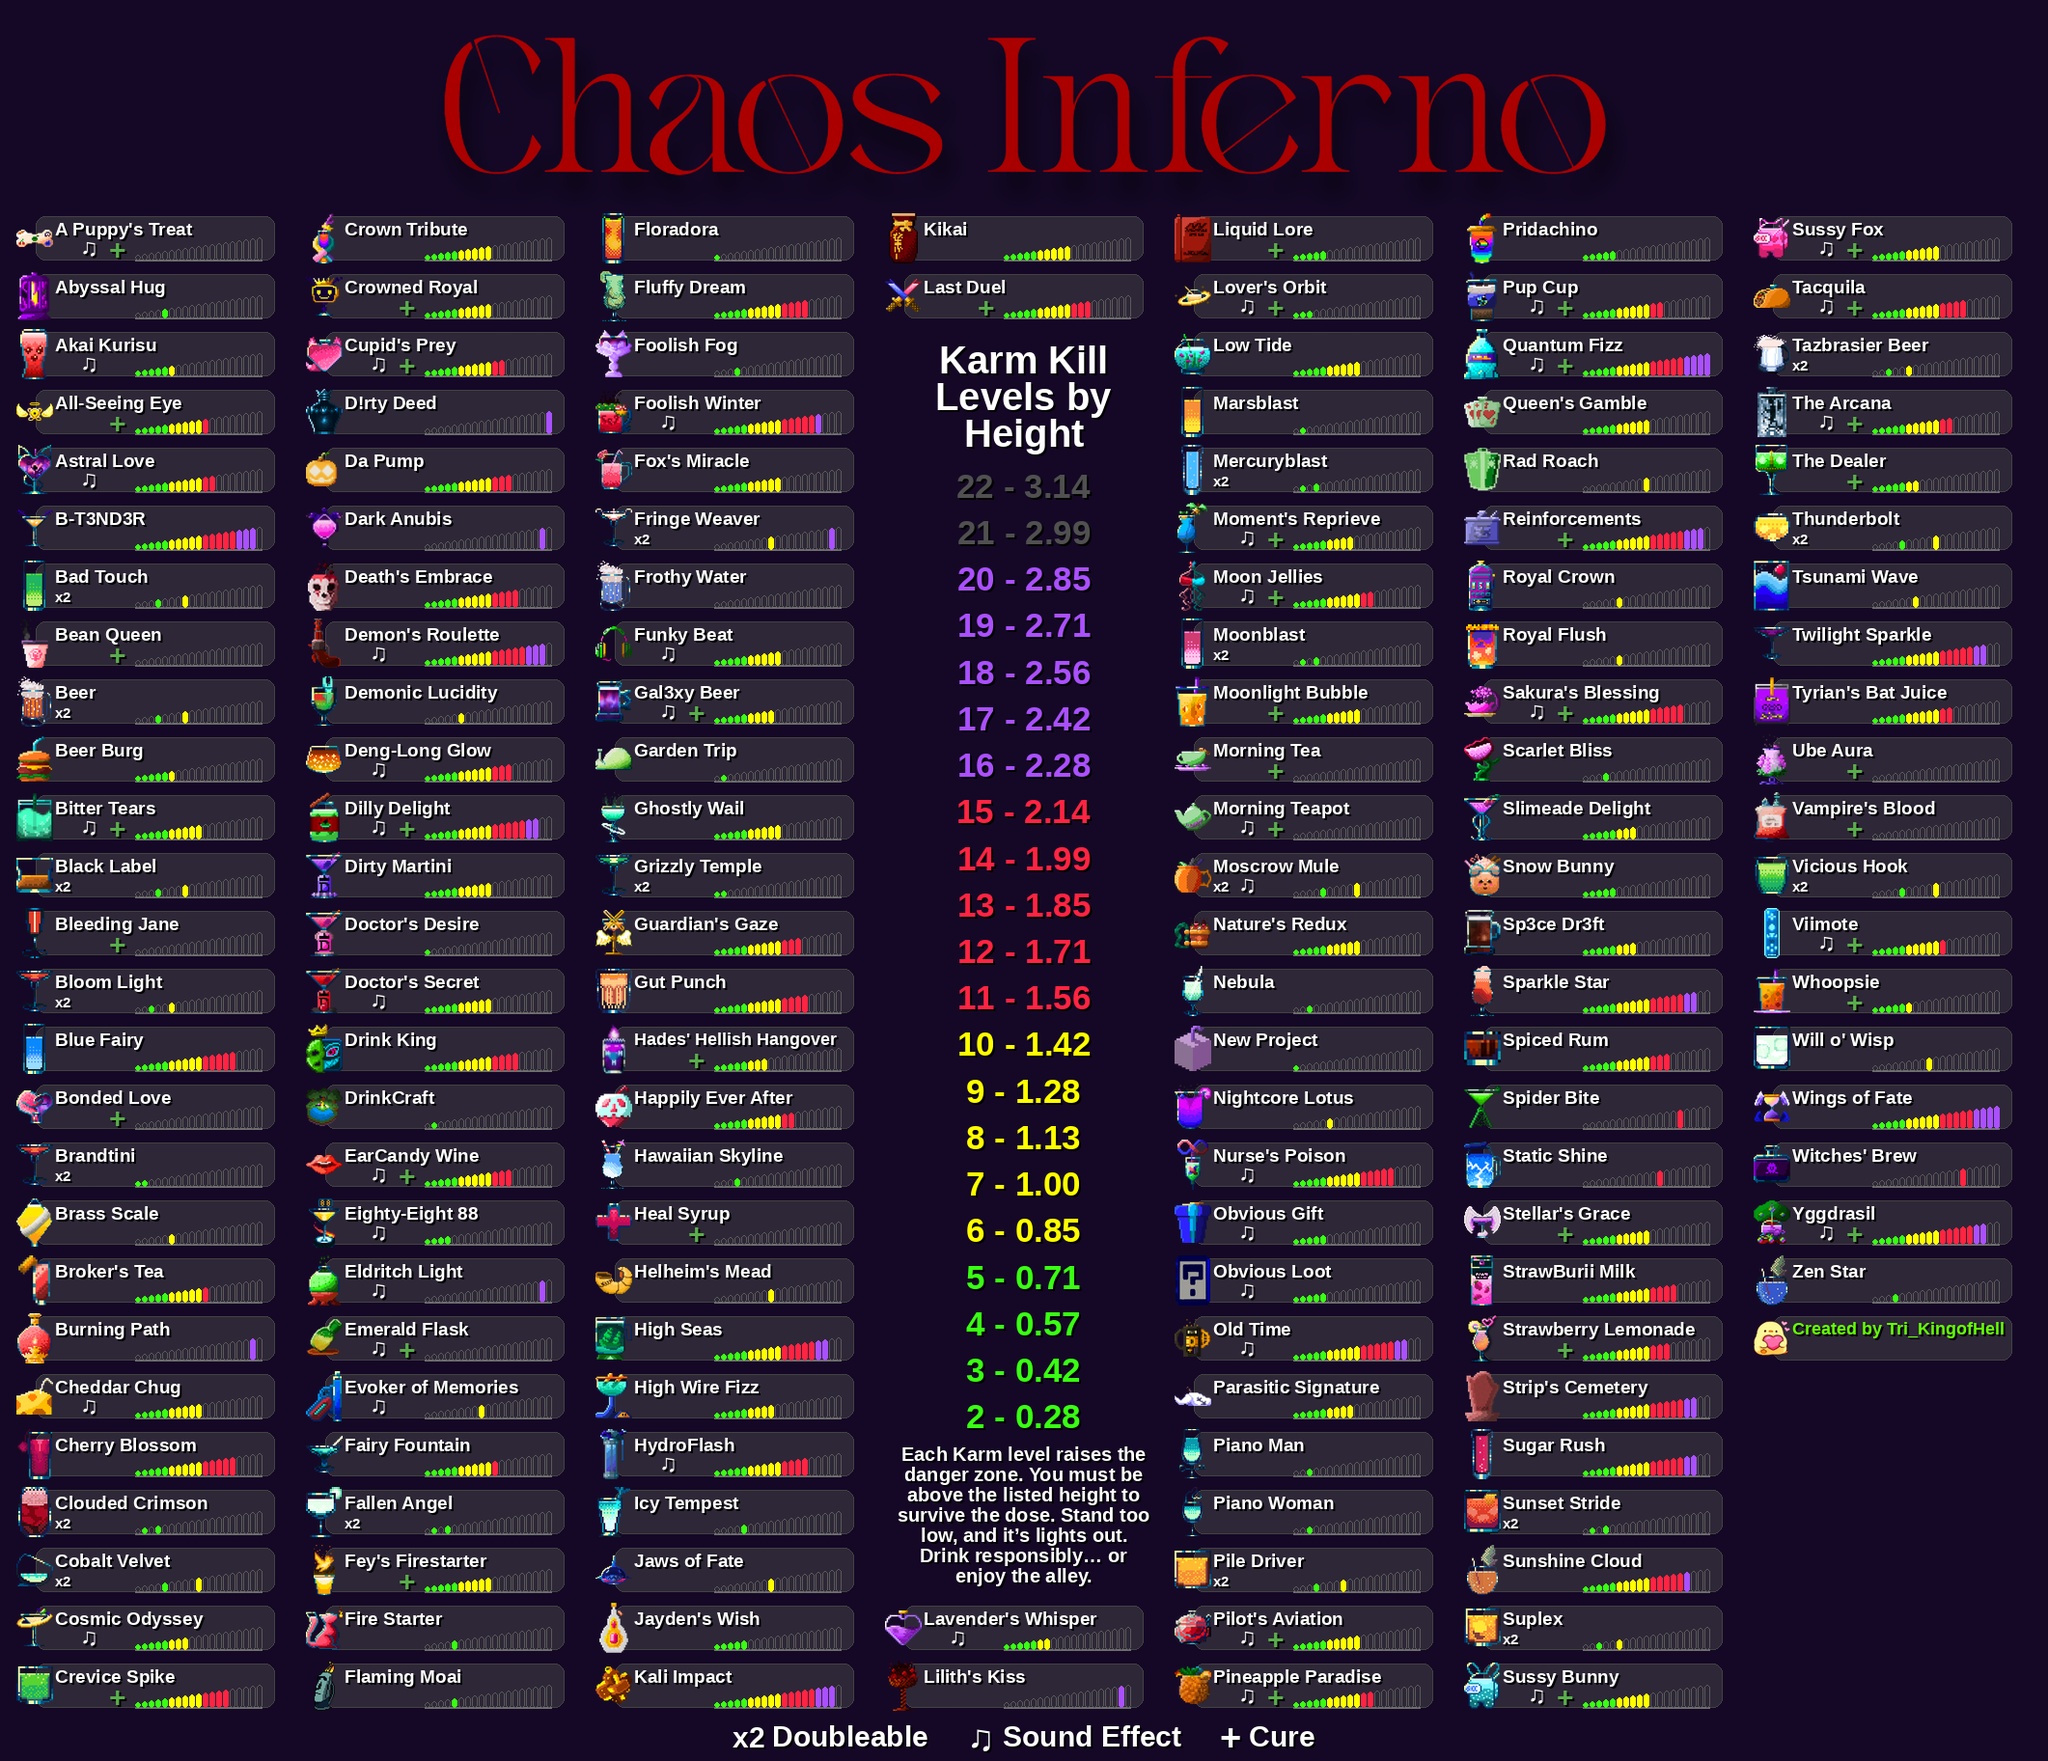 Chaos Inferno
A Puppy's Treat
♫ +
Abyssal Hug
Akai Kurisu
♫
All-Seeing Eye
+
Astral Love
♫
B-T3ND3R
Bad Touch
x2
Bean Queen
+
Beer
x2
Beer Burg
Bitter Tears
♫ +
Black Label
x2
Bleeding Jane
+
Bloom Light
x2
Blue Fairy
Bonded Love
+
Brandtini
x2
Brass Scale
Broker's Tea
Burning Path
Cheddar Chug
♫
Cherry Blossom
Clouded Crimson
x2
Cobalt Velvet
x2
Cosmic Odyssey
♫
Crevice Spike
+
Crown Tribute
Crowned Royal
+
Cupid's Prey
♫ +
D!rty Deed
Da Pump
Dark Anubis
Death's Embrace
Demon's Roulette
♫
Demonic Lucidity
Deng-Long Glow
♫
Dilly Delight
♫ +
Dirty Martini
Doctor's Desire
Doctor's Secret
♫
Drink King
DrinkCraft
EarCandy Wine
♫ +
Eighty-Eight 88
♫
Eldritch Light
♫
Emerald Flask
♫ +
Evoker of Memories
♫
Fairy Fountain
Fallen Angel
x2
Fey's Firestarter
+
Fire Starter
Flaming Moai
Floradora
Fluffy Dream
Foolish Fog
Foolish Winter
♫
Fox's Miracle
Fringe Weaver
x2
Frothy Water
Funky Beat
♫
Gal3xy Beer
♫ +
Garden Trip
Ghostly Wail
Grizzly Temple
x2
Guardian's Gaze
Gut Punch
Hades' Hellish Hangover
+
Happily Ever After
Hawaiian Skyline
Heal Syrup
+
Helheim's Mead
High Seas
High Wire Fizz
HydroFlash
♫
Icy Tempest
Jaws of Fate
Jayden's Wish
Kali Impact
Kikai
Last Duel
+
Karm Kill
Levels by
Height
22 - 3.14
21 - 2.99
20 - 2.85
19 - 2.71
18 - 2.56
17 - 2.42
16 - 2.28
15 - 2.14
14 - 1.99
13 - 1.85
12 - 1.71
11 - 1.56
10 - 1.42
9 - 1.28
8 - 1.13
7 - 1.00
6 - 0.85
5 - 0.71
4 - 0.57
3 - 0.42
2 - 0.28
Each Karm level raises the
danger zone. You must be
above the listed height to
survive the dose. Stand too
low, and it's lights out.
Drink responsibly… or
enjoy the alley.
Lavender's Whisper
♫
Lilith's Kiss
Liquid Lore
+
Lover's Orbit
♫ +
Low Tide
Marsblast
Mercuryblast
x2
Moment's Reprieve
♫ +
Moon Jellies
♫ +
Moonblast
x2
Moonlight Bubble
+
Morning Tea
+
Morning Teapot
♫ +
Moscrow Mule
x2 ♫
Nature's Redux
Nebula
New Project
Nightcore Lotus
Nurse's Poison
♫
Obvious Gift
♫
Obvious Loot
♫
Old Time
♫
Parasitic Signature
Piano Man
Piano Woman
Pile Driver
x2
Pilot's Aviation
♫ +
Pineapple Paradise
♫ +
Pridachino
Pup Cup
♫ +
Quantum Fizz
♫ +
Queen's Gamble
Rad Roach
Reinforcements
+
Royal Crown
Royal Flush
Sakura's Blessing
♫ +
Scarlet Bliss
Slimeade Delight
Snow Bunny
Sp3ce Dr3ft
Sparkle Star
Spiced Rum
Spider Bite
Static Shine
Stellar's Grace
+
StrawBurii Milk
Strawberry Lemonade
+
Strip's Cemetery
Sugar Rush
Sunset Stride
x2
Sunshine Cloud
Suplex
x2
Sussy Bunny
♫ +
Sussy Fox
♫ +
Tacquila
♫ +
Tazbrasier Beer
x2
The Arcana
♫ +
The Dealer
+
Thunderbolt
x2
Tsunami Wave
Twilight Sparkle
Tyrian's Bat Juice
Ube Aura
+
Vampire's Blood
+
Vicious Hook
x2
Viimote
♫ +
Whoopsie
+
Will o' Wisp
Wings of Fate
Witches' Brew
Yggdrasil
♫ +
Zen Star
Created by Tri_KingofHell
x2 Doubleable ♫ Sound Effect + Cure